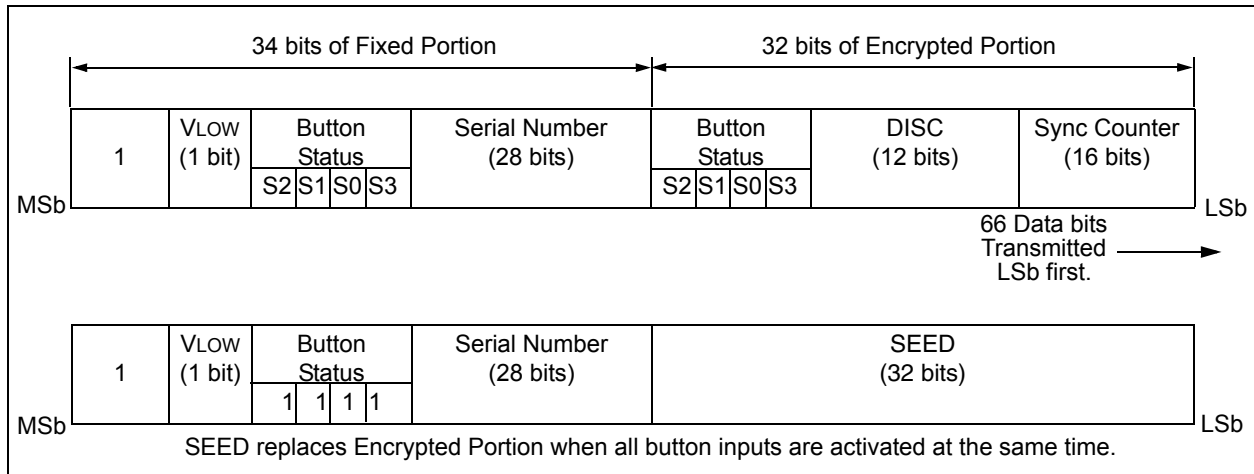 34 bits of Fixed Portion 32 bits of Encrypted Portion
1 VLOW (1 bit) Button Status S2 S1 S0 S3 Serial Number (28 bits) Button Status S2 S1 S0 S3 DISC (12 bits) Sync Counter (16 bits)
MSb LSb
66 Data bits
Transmitted
LSb first.
1 VLOW (1 bit) Button Status 1 1 1 1 Serial Number (28 bits) SEED (32 bits)
MSb LSb
SEED replaces Encrypted Portion when all button inputs are activated at the same time.